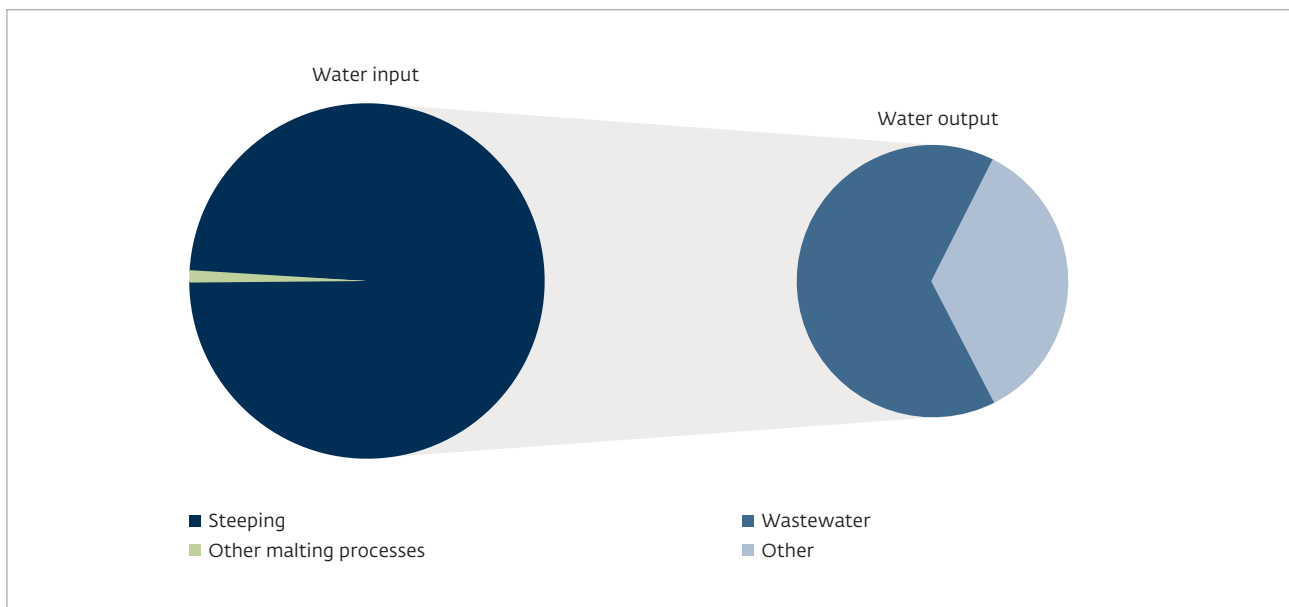 Water input
Water output
Steeping
Other malting processes
Wastewater
Other